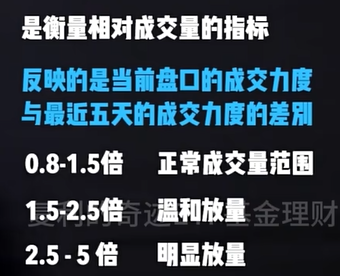 是衡量相对成交量的指标
反映的是当前盘口的成交力度
与最近五天的成交力度的差别
0.8-1.5倍 正常成交量范围
1.5-2.5倍 温和放量
2.5-5倍 明显放量